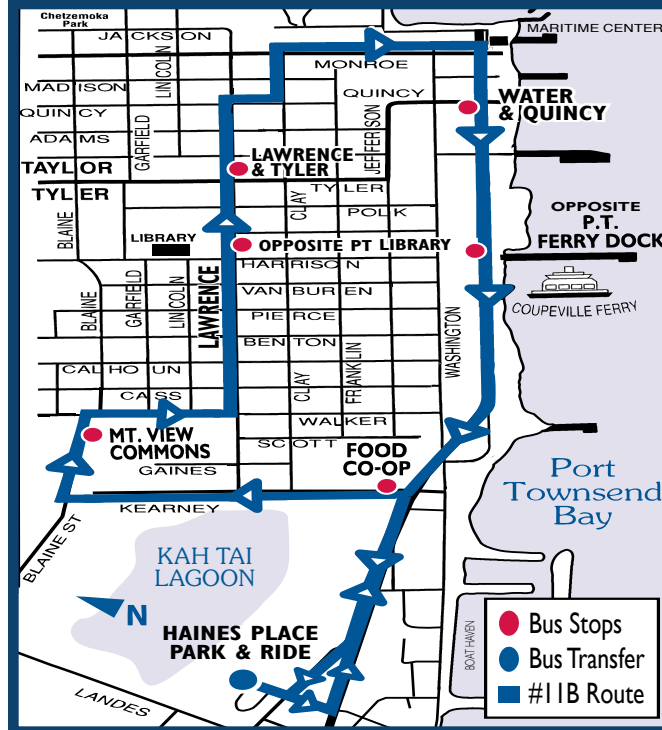 Chetzemoka
Park
JACKSON
MARITIME CENTER
LINCOLN
MONROE
MADISON
QUINCY
WATER
& QUINCY
QUINCY
JEFFERSON
GARFIELD
ADAMS
TAYLOR
LAWRENCE
& TYLER
TYLER
TYLER
CLAY
POLK
BLAINE
LIBRARY
OPPOSITE PT LIBRARY
OPPOSITE
P.T.
FERRY DOCK
HARRISON
VAN BUREN
COUPEVILLE FERRY
BLAINE
GARFIELD
LINCOLN
LAWRENCE
PIERCE
BENTON
WASHINGTON
CALHOUN
CLAY
FRANKLIN
CASS
WALKER
MT. VIEW
COMMONS
SCOTT
FOOD
CO-OP
GAINES
KEARNEY
Port
Townsend
Bay
BLAINE ST
KAH TAI
LAGOON
N
HAINES PLACE
PARK & RIDE
BOAT HAVEN
LANDES
Bus Stops
Bus Transfer
#11B Route